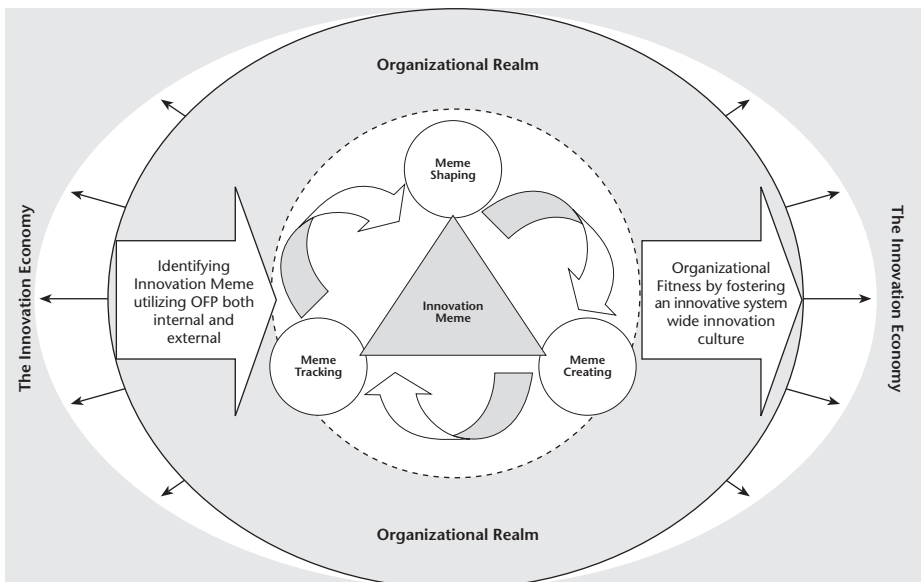 Organizational Realm
The Innovation Economy
Identifying
Innovation Meme
utilizing OFP both
internal and
external
Meme
Shaping
Innovation
Meme
Meme
Tracking
Meme
Creating
Organizational
Fitness by fostering
an innovative system
wide innovation
culture
The Innovation Economy
Organizational Realm